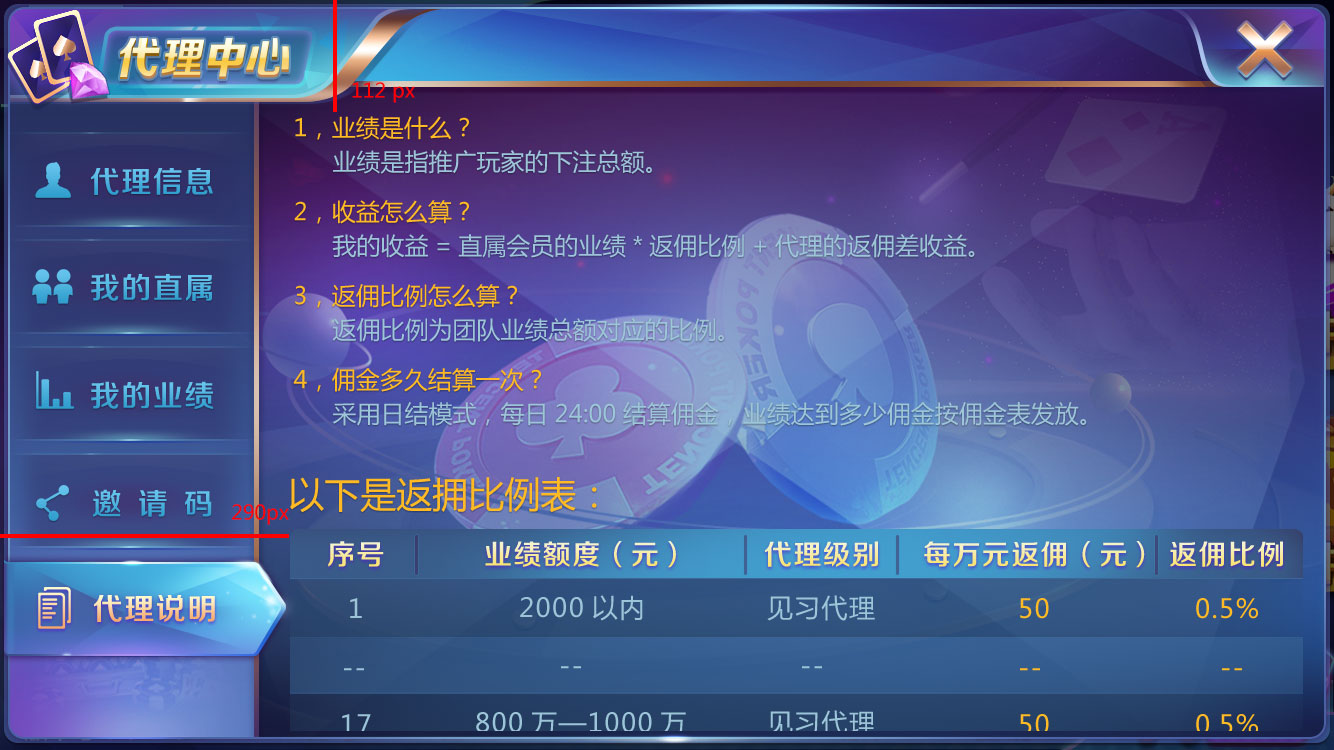 代理中心
112 px
1，业绩是什么？
业绩是指推广玩家的下注总额。
2，收益怎么算？
我的收益 = 直属会员的业绩 * 返佣比例 + 代理的返佣差收益。
3，返佣比例怎么算？
返佣比例为团队业绩总额对应的比例。
4，佣金多久结算一次？
采用日结模式，每日 24:00 结算佣金，业绩达到多少佣金按佣金表发放。
代理信息
我的直属
我的业绩
邀请码
290px
代理说明
以下是返拥比例表：
序号 业绩额度（元） 代理级别 每万元返佣（元） 返佣比例
1 2000 以内 见习代理 50 0.5%
-- -- -- -- --
17 800 万—1000 万 见习代理 50 0.5%